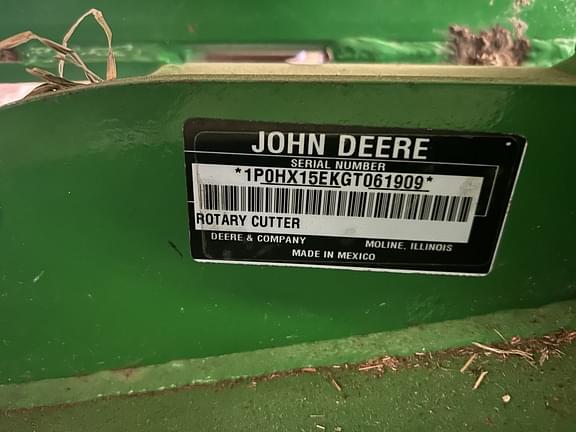 JOHN DEERE
SERIAL NUMBER
*1P0HX15EKGT061909*
ROTARY CUTTER
DEERE & COMPANY MOLINE, ILLINOIS
MADE IN MEXICO